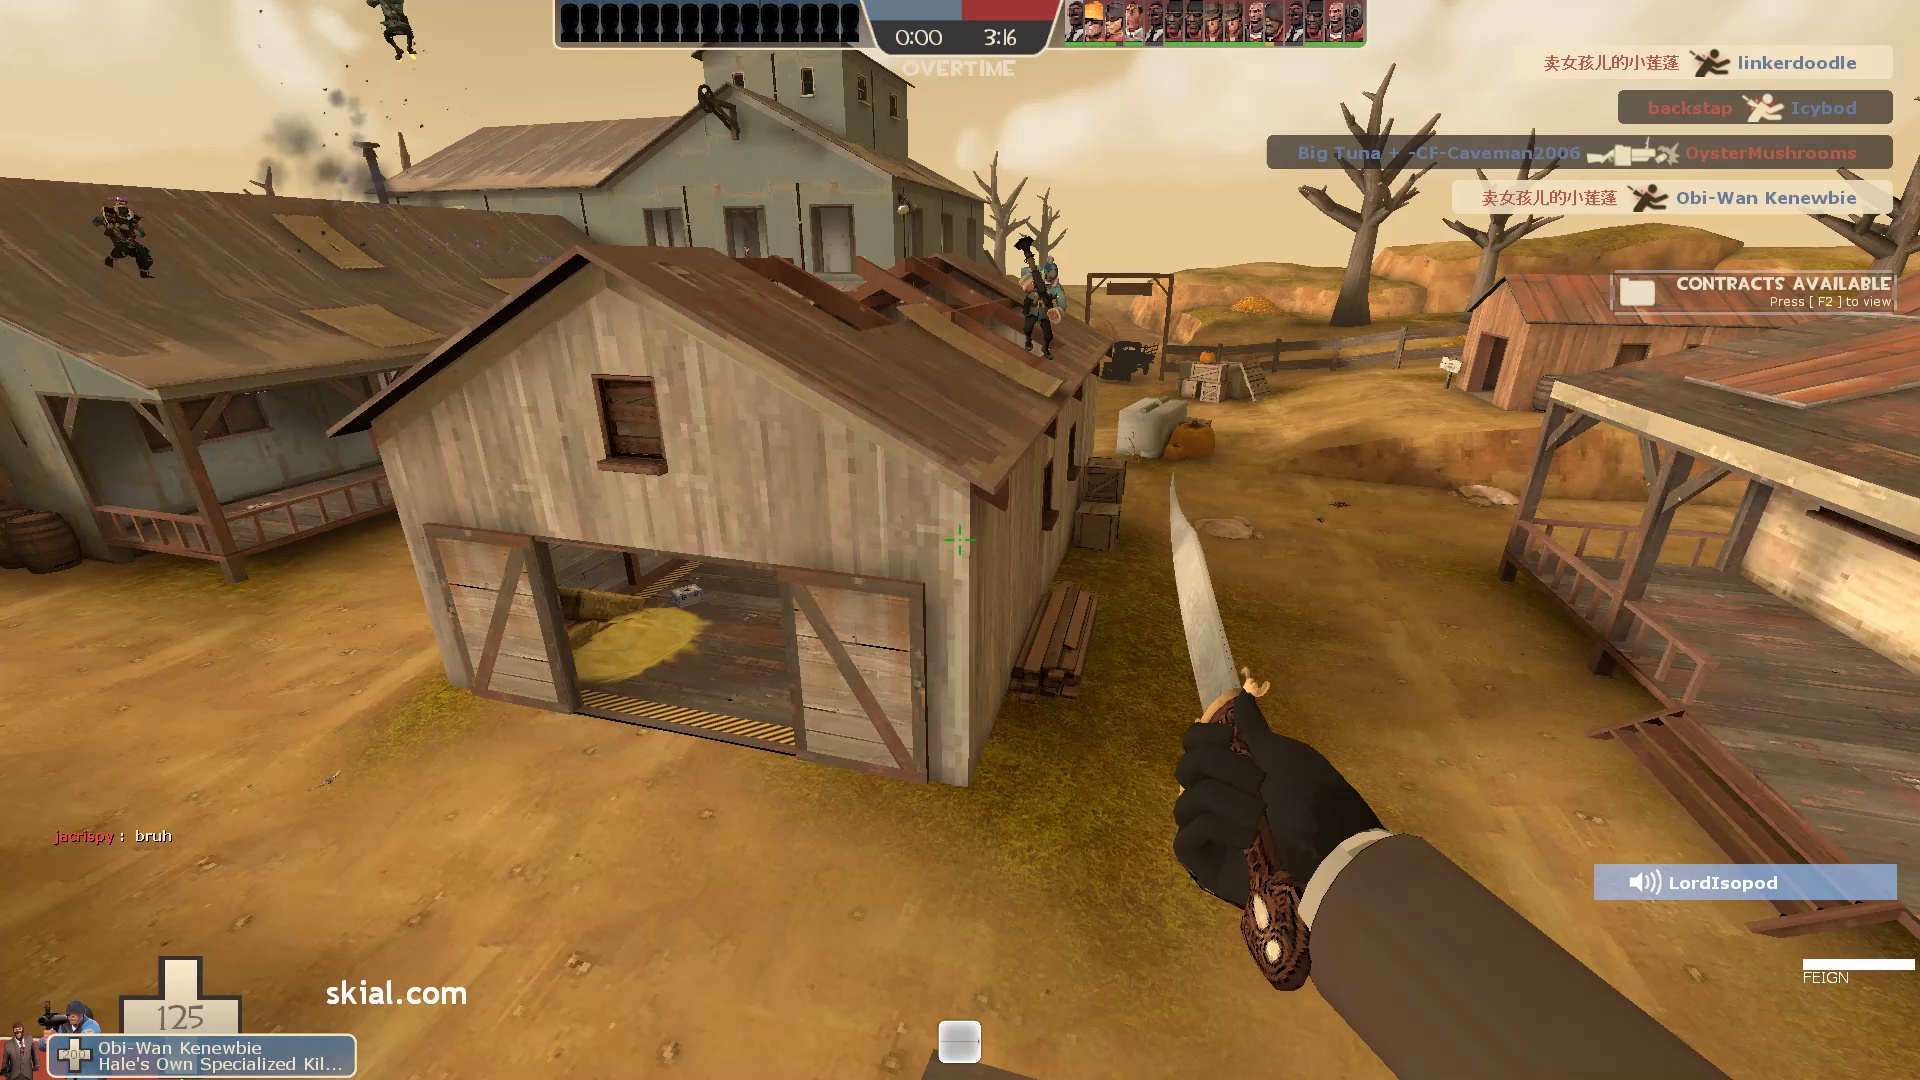 0:00 3:16
OVERTIME
卖女孩儿的小莲蓬 linkerdoodle
backstap Icybod
Big Tuna + -CF-Caveman2006 OysterMushrooms
卖女孩儿的小莲蓬 Obi-Wan Kenewbie
CONTRACTS AVAILABLE
Press [ F2 ] to view
jacrispy : bruh
LordIsopod
FEIGN
skial.com
125
200
Obi-Wan Kenewbie
Hale's Own Specialized Kil...